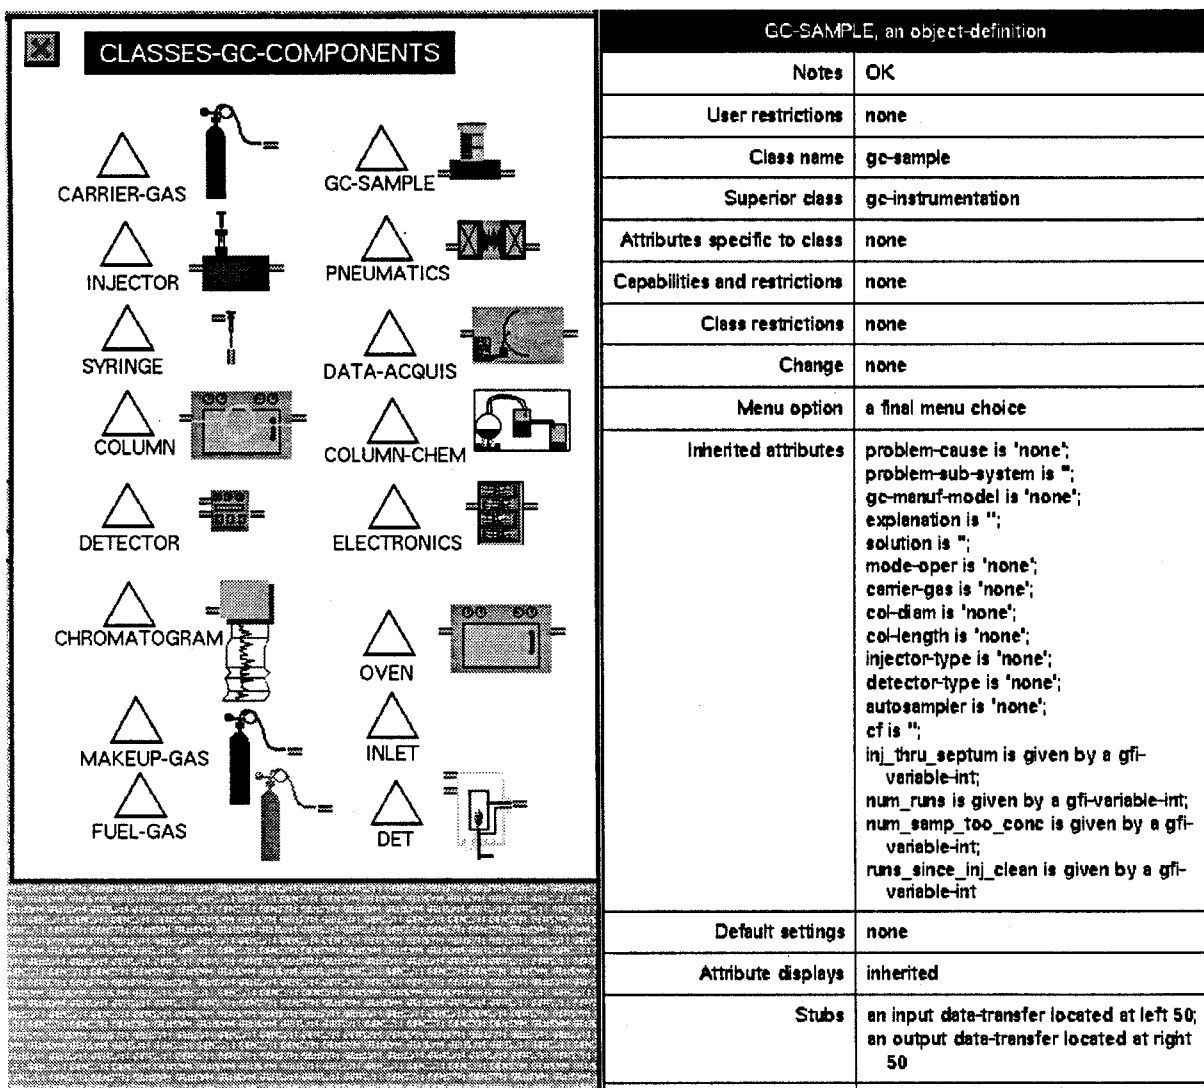 CLASSES-GC-COMPONENTS
CARRIER-GAS
GC-SAMPLE
INJECTOR
PNEUMATICS
SYRINGE
DATA-ACQUIS
COLUMN
COLUMN-CHEM
DETECTOR
ELECTRONICS
CHROMATOGRAM
OVEN
MAKEUP-GAS
INLET
FUEL-GAS
DET
GC-SAMPLE, an object-definition
Notes OK
User restrictions none
Class name gc-sample
Superior class gc-instrumentation
Attributes specific to class none
Capabilities and restrictions none
Class restrictions none
Change none
Menu option a final menu choice
Inherited attributes problem-cause is 'none';
problem-sub-system is '';
gc-manuf-model is 'none';
explanation is '';
solution is '';
mode-oper is 'none';
carrier-gas is 'none';
col-diam is 'none';
col-length is 'none';
injector-type is 'none';
detector-type is 'none';
autosampler is 'none';
cf is '';
inj_thru_septum is given by a gfi-
variable-int;
num_runs is given by a gfi-variable-int;
num_samp_too_conc is given by a gfi-
variable-int;
runs_since_inj_clean is given by a gfi-
variable-int
Default settings none
Attribute displays inherited
Stubs an input data-transfer located at left 50;
an output data-transfer located at right
50